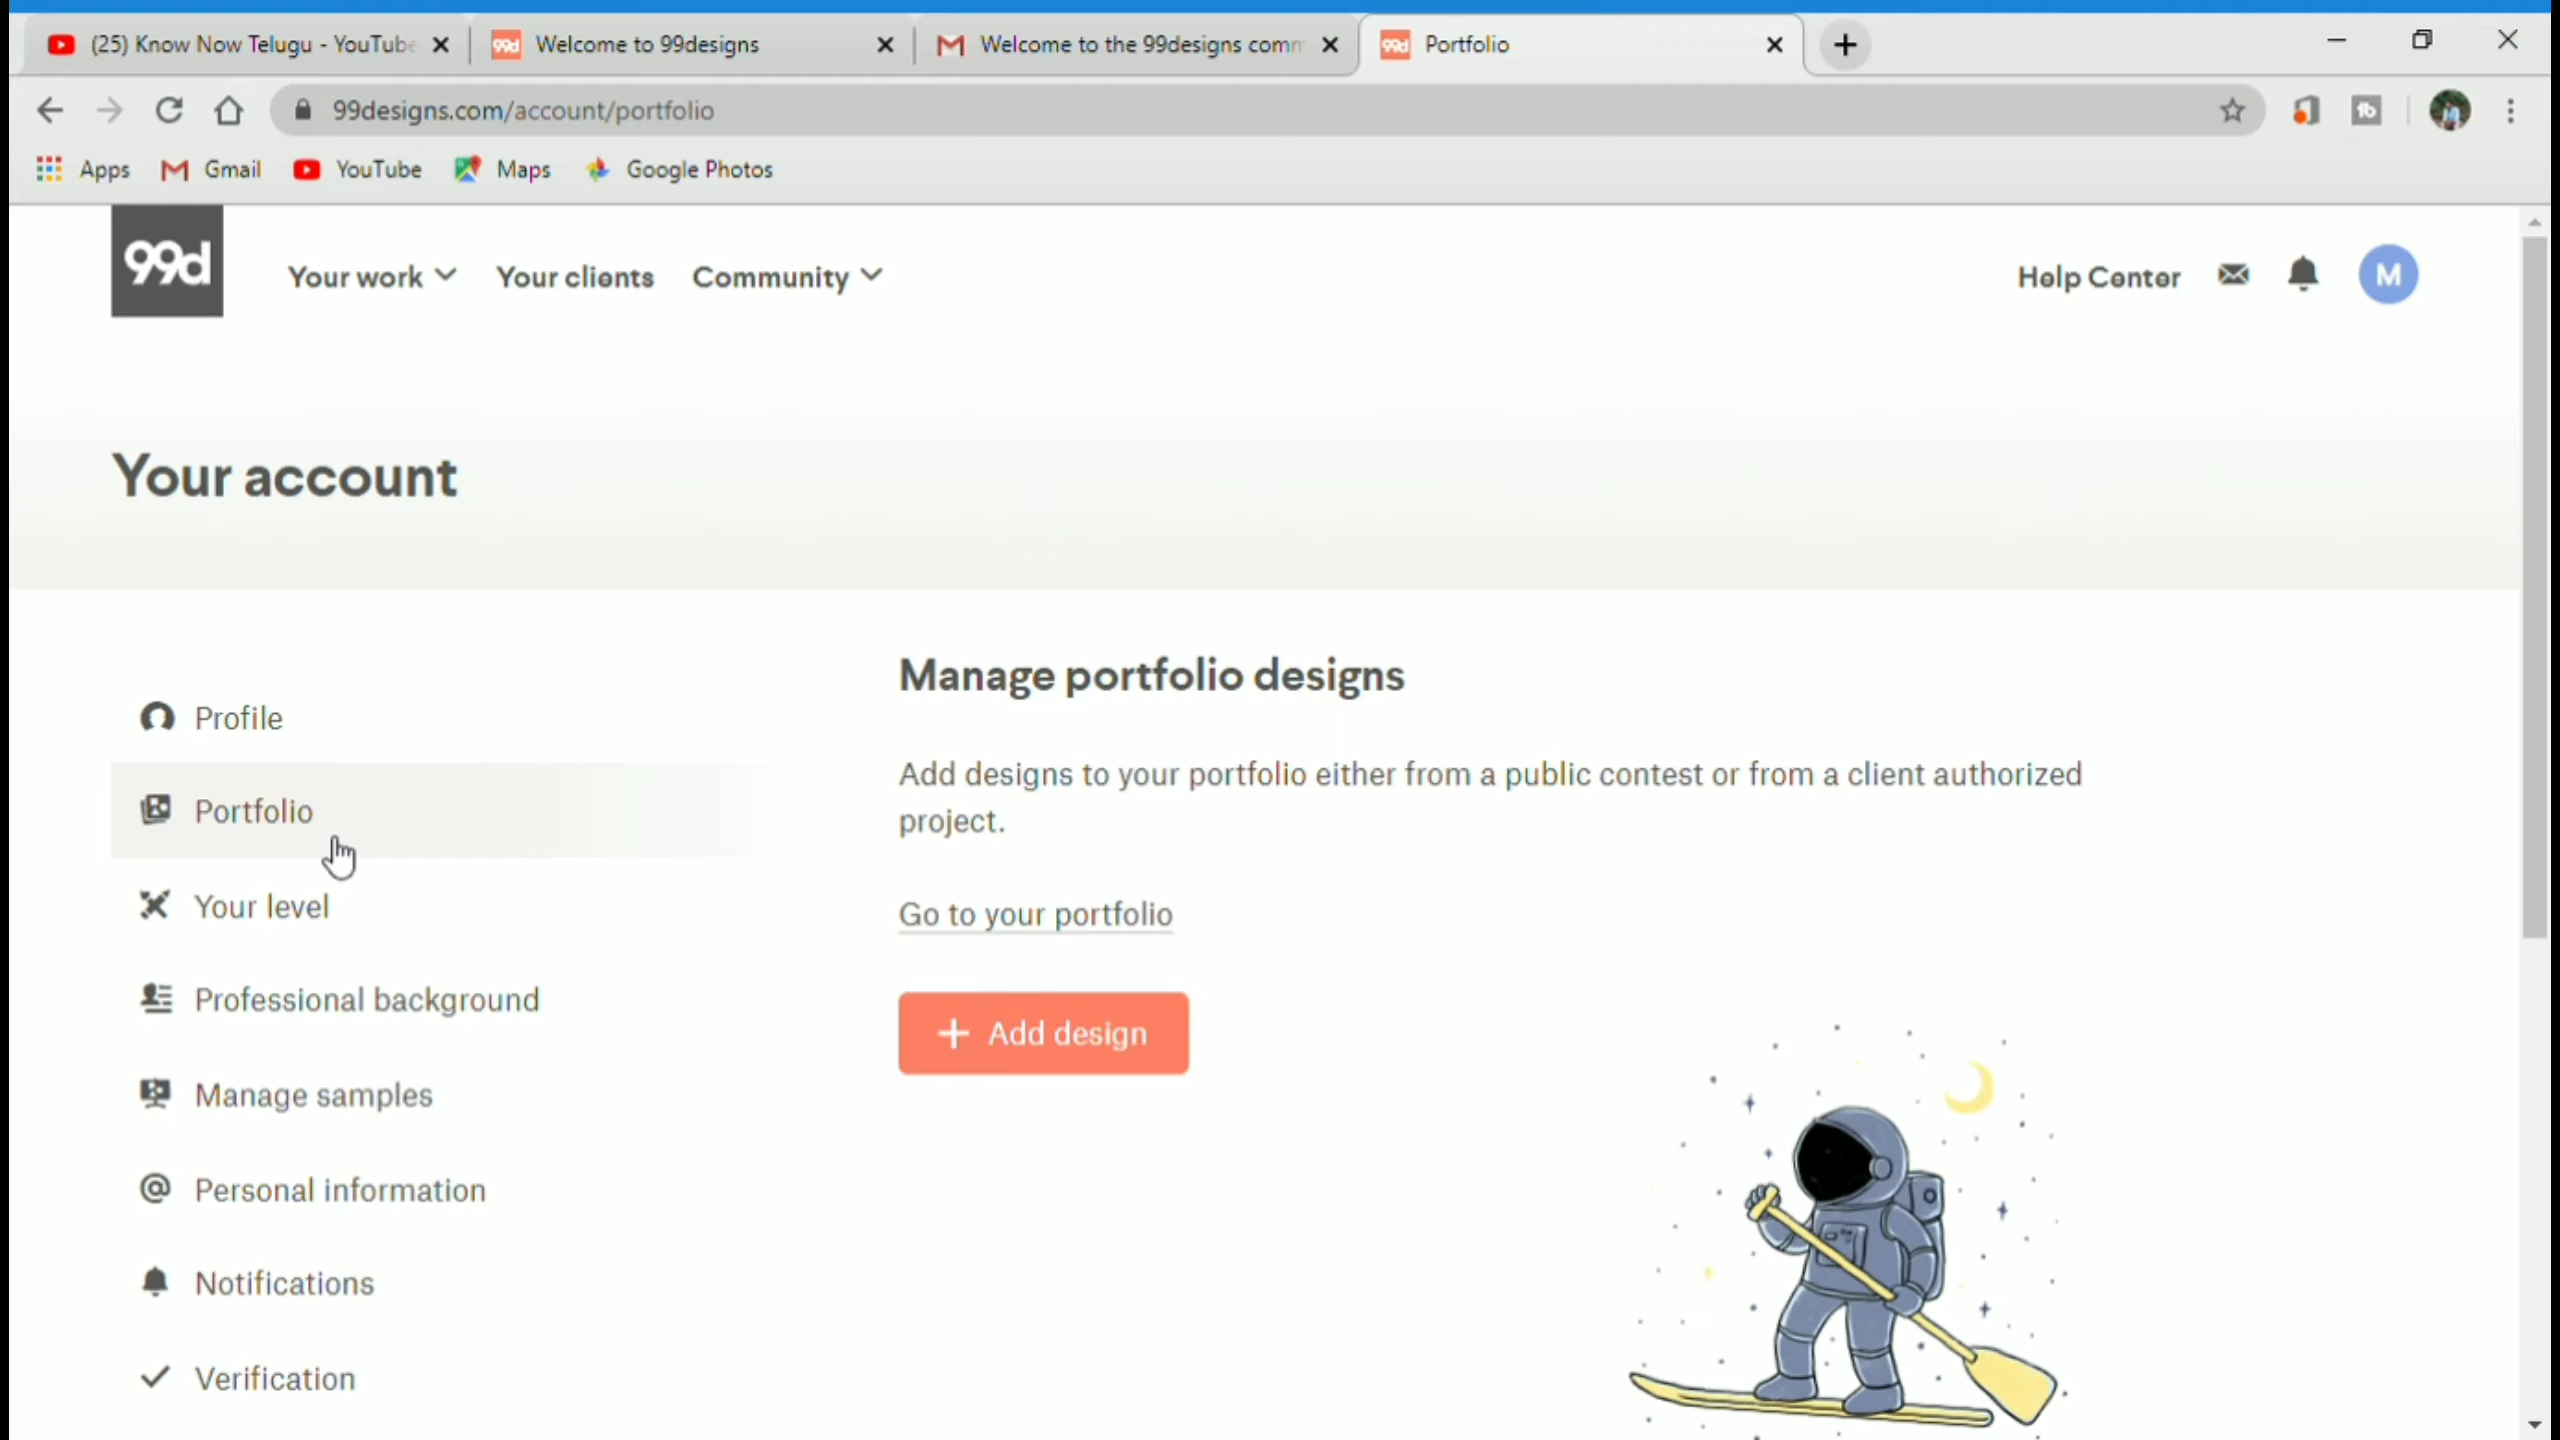 (25) Know Now Telugu - YouTube
Welcome to 99designs
Welcome to the 99designs comm
Portfolio
99designs.com/account/portfolio
Apps
Gmail
YouTube
Maps
Google Photos
99d
Your work
Your clients
Community
Help Center
M
Your account
Profile
Portfolio
Your level
Professional background
Manage samples
Personal information
Notifications
Verification
Manage portfolio designs
Add designs to your portfolio either from a public contest or from a client authorized
project.
Go to your portfolio
+ Add design